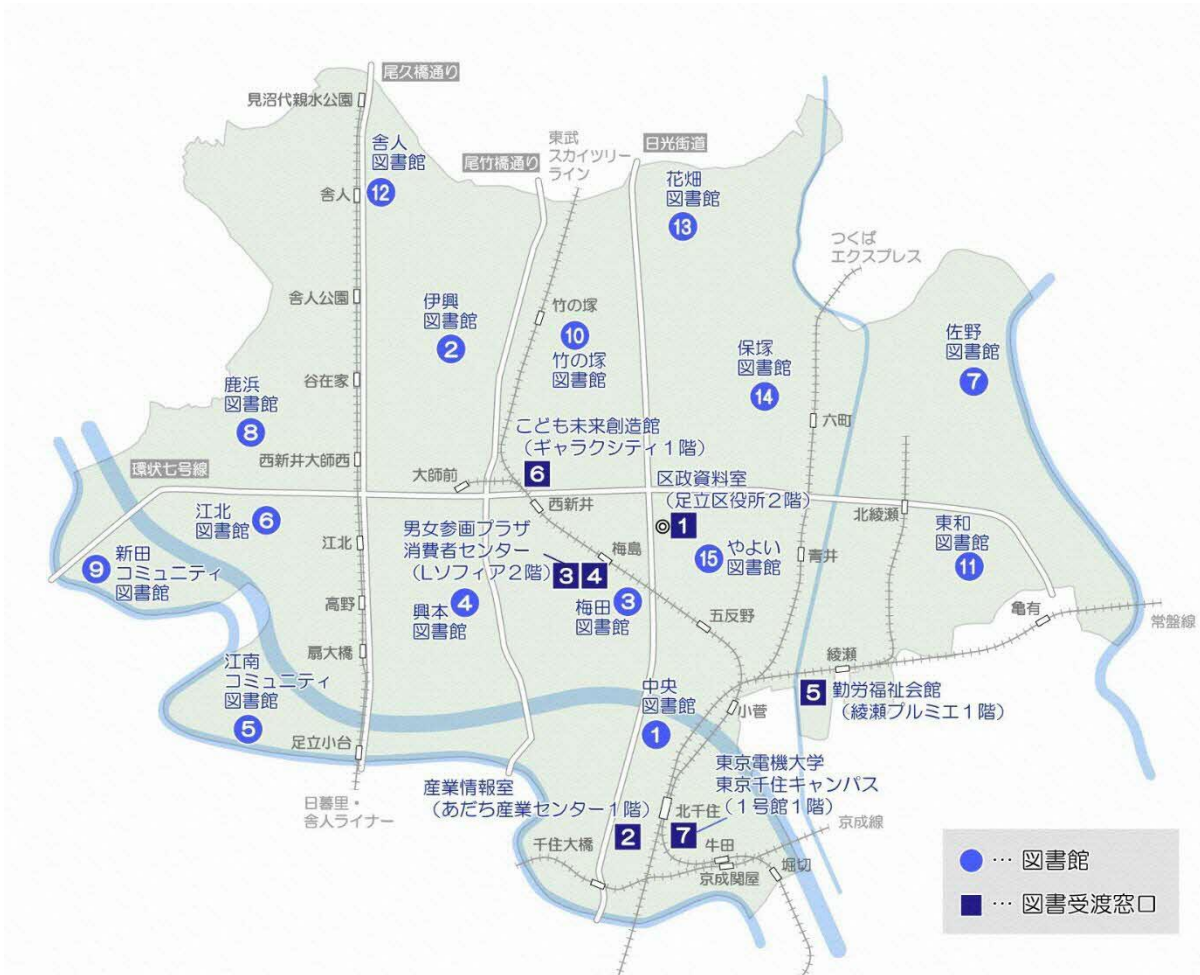 尾久橋通り
見沼代親水公園
舎人
図書館
12
舎人
尾竹橋通り
東武
スカイツリー
ライン
日光街道
花畑
図書館
13
つくば
エクスプレス
舎人公園
伊興
図書館
2
竹の塚
10
竹の塚
図書館
保塚
図書館
14
佐野
図書館
7
谷在家
鹿浜
図書館
8
六町
西新井大師西
環状七号線
大師前
こども未来創造館
(ギャラクシティ1階)
6
西新井
区政資料室
(足立区役所2階)
1
北綾瀬
江北
図書館
6
新田
コミュニティ
図書館
9
江北
男女参画プラザ
消費者センター
(Lソフィア2階)
3
4
梅島
15
やよい
図書館
青井
東和
図書館
11
高野
興本
図書館
4
梅田
図書館
3
五反野
亀有
常盤線
扇大橋
江南
コミュニティ
図書館
5
綾瀬
5
勤労福祉会館
(綾瀬プルミエ1階)
中央
図書館
1
小菅
足立小台
日暮里・
舎人ライナー
産業情報室
(あだち産業センター1階)
2
東京電機大学
東京千住キャンパス
(1号館1階)
7
北千住
千住大橋
牛田
京成関屋
堀切
京成線
… 図書館
… 図書受渡窓口